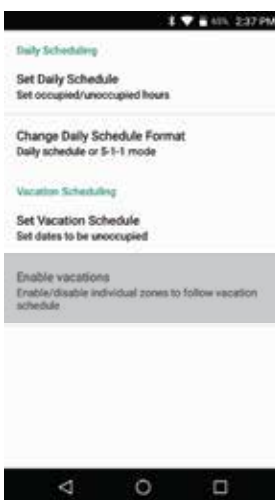 65% 2:37 PM
Daily Scheduling
Set Daily Schedule
Set occupied/unoccupied hours
Change Daily Schedule Format
Daily schedule or 5-1-1 mode
Vacation Scheduling
Set Vacation Schedule
Set dates to be unoccupied
Enable vacations
Enable/disable individual zones to follow vacation
schedule